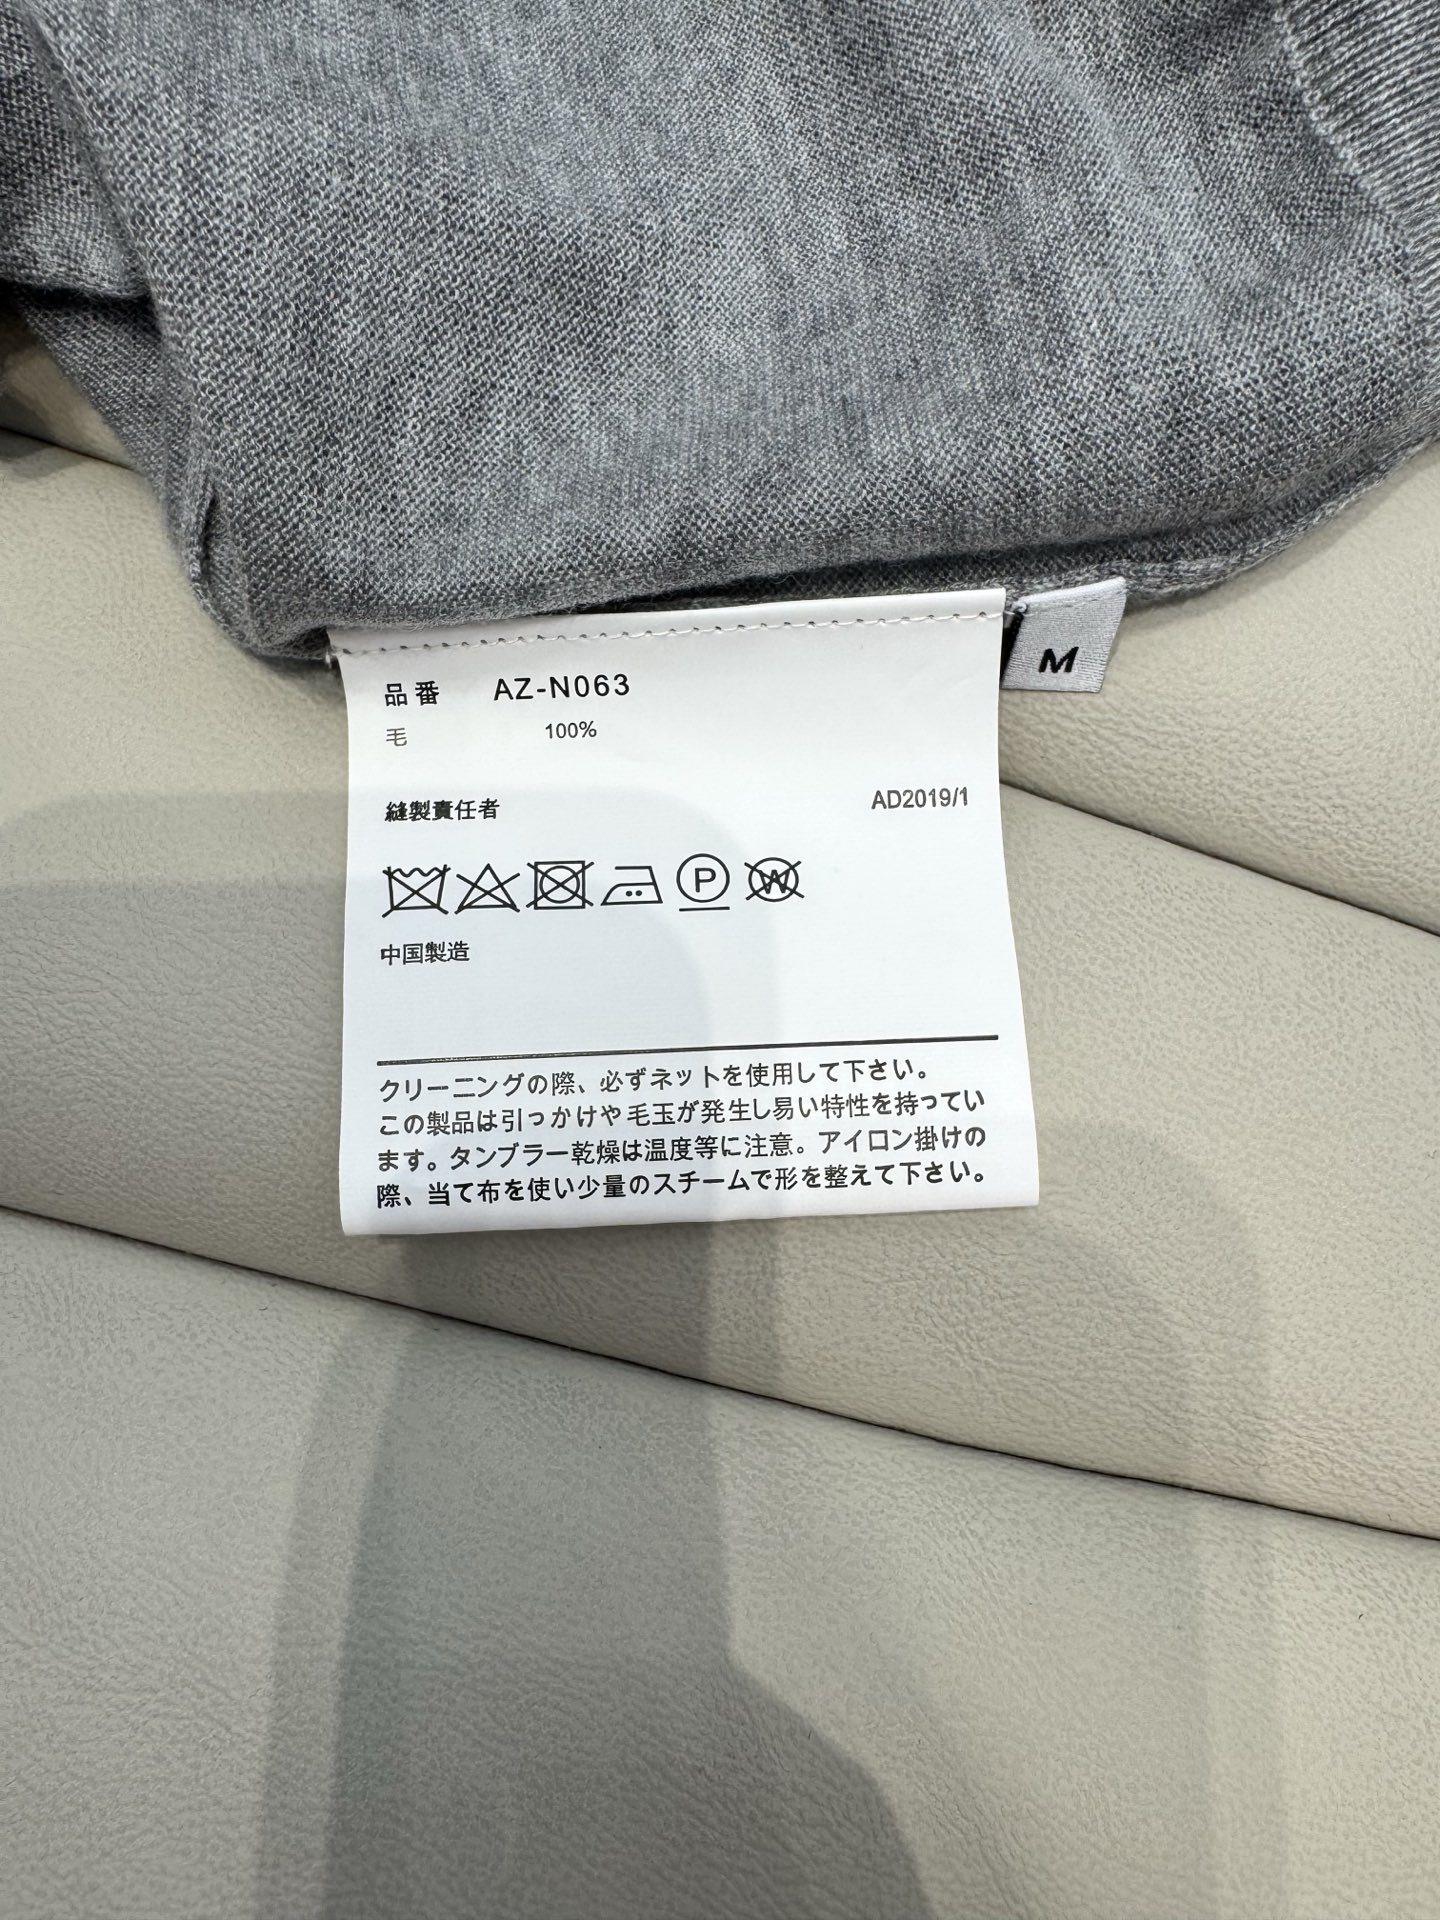 品番 AZ-N063
M
毛 100%
縫製責任者 AD2019/1
P W
中国製造
クリーニングの際、必ずネットを使用して下さい。
この製品は引っかけや毛玉が発生し易い特性を持ってい
ます。タンブラー乾燥は温度等に注意。アイロン掛けの
際、当て布を使い少量のスチームで形を整えて下さい。